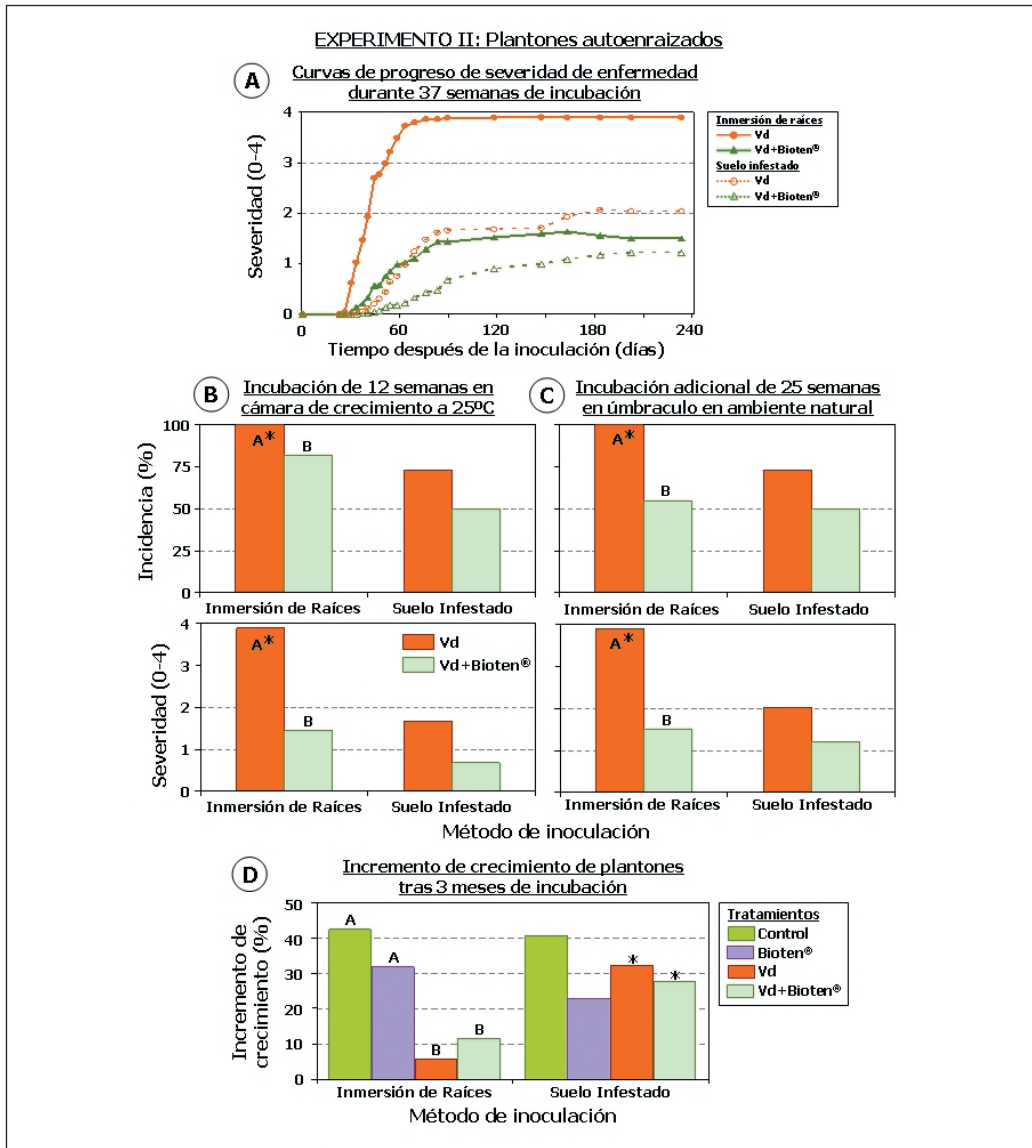 EXPERIMENTO II: Plantones autoenraizados
A
Curvas de progreso de severidad de enfermedad
durante 37 semanas de incubación
Severidad (0-4)
4
3
2
1
0
0 60 120 180 240
Tiempo después de la inoculación (días)
Inmersión de raíces
Vd
Vd+Bioten®
Suelo infestado
Vd
Vd+Bioten®
B
Incubación de 12 semanas en
cámara de crecimiento a 25ºC
C
Incubación adicional de 25 semanas
en úmbraculo en ambiente natural
Incidencia (%)
100
75
50
25
0
A*
B
Inmersión de Raíces Suelo Infestado
A*
B
Inmersión de Raíces Suelo Infestado
Severidad (0-4)
4
3
2
1
0
A*
B
Vd
Vd+Bioten®
Inmersión de Raíces Suelo Infestado
A*
B
Inmersión de Raíces Suelo Infestado
Método de inoculación
D
Incremento de crecimiento de plantones
tras 3 meses de incubación
Incremento de
crecimiento (%)
50
40
30
20
10
0
A
A
B
B
*
*
Inmersión de Raíces Suelo Infestado
Método de inoculación
Tratamientos
Control
Bioten®
Vd
Vd+Bioten®